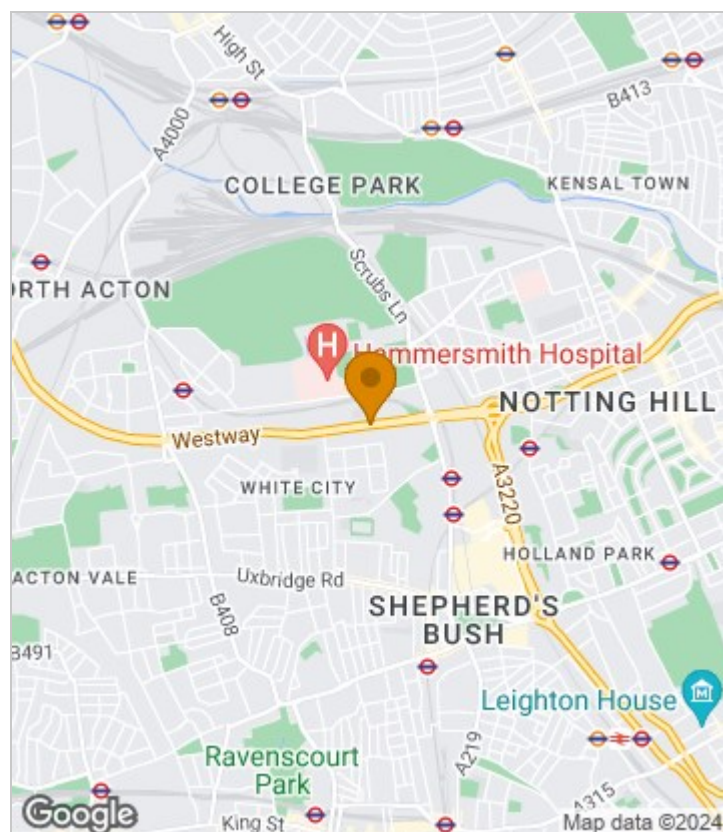 High St
A4000
B413
COLLEGE PARK
KENSAL TOWN
Scrubs Ln
ORTH ACTON
H
Hammersmith Hospital
NOTTING HILL
Westway
WHITE CITY
A3220
HOLLAND PARK
ACTON VALE
Uxbridge Rd
B408
SHEPHERD'S
BUSH
B491
Leighton House
Ravenscourt
Park
A219
A315
King St
Google
Map data ©2024